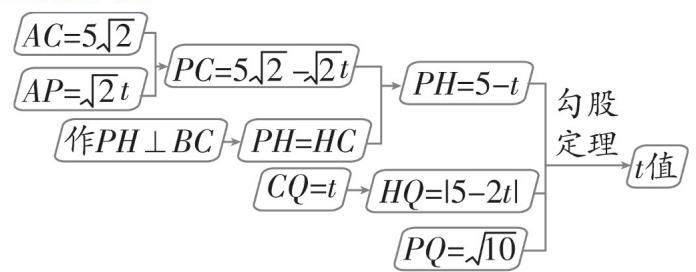 AC=5√2
AP=√2t
PC=5√2-√2t
PH=5-t
作PH⊥BC
PH=HC
勾股
定理
t值
CQ=t
HQ=|5-2t|
PQ=√10